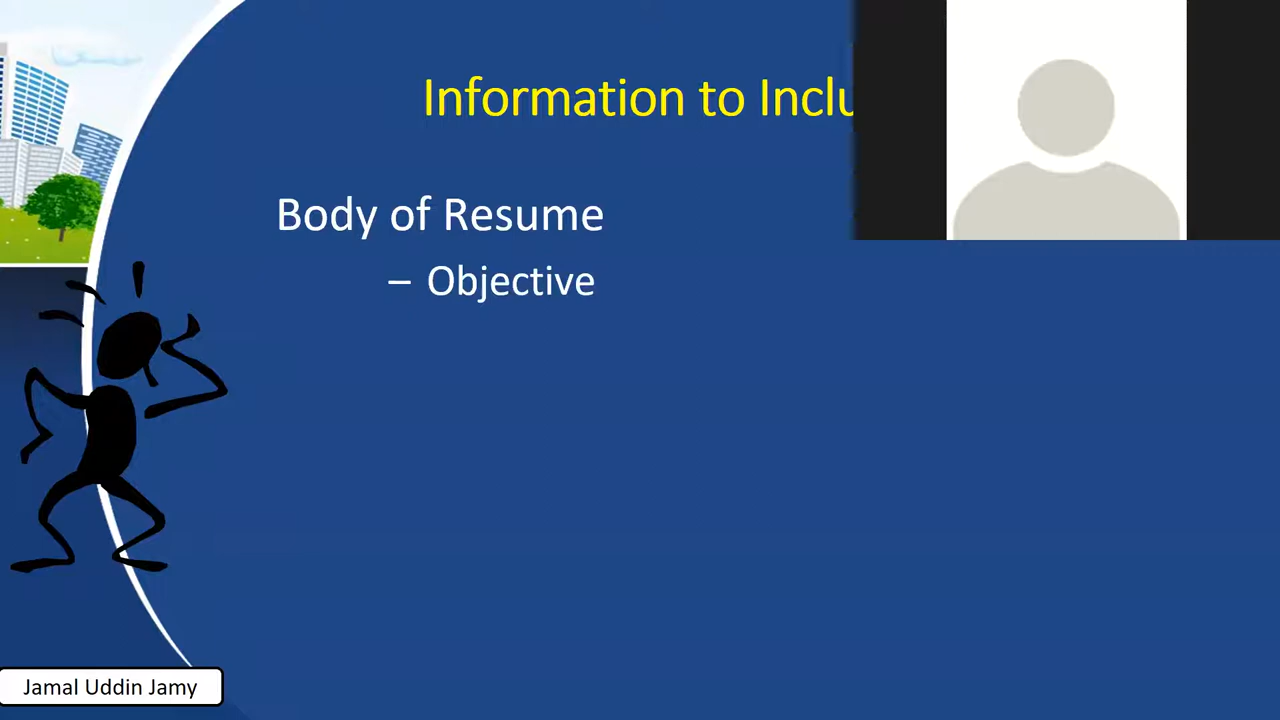 Information to Inclu
Body of Resume
– Objective
Jamal Uddin Jamy